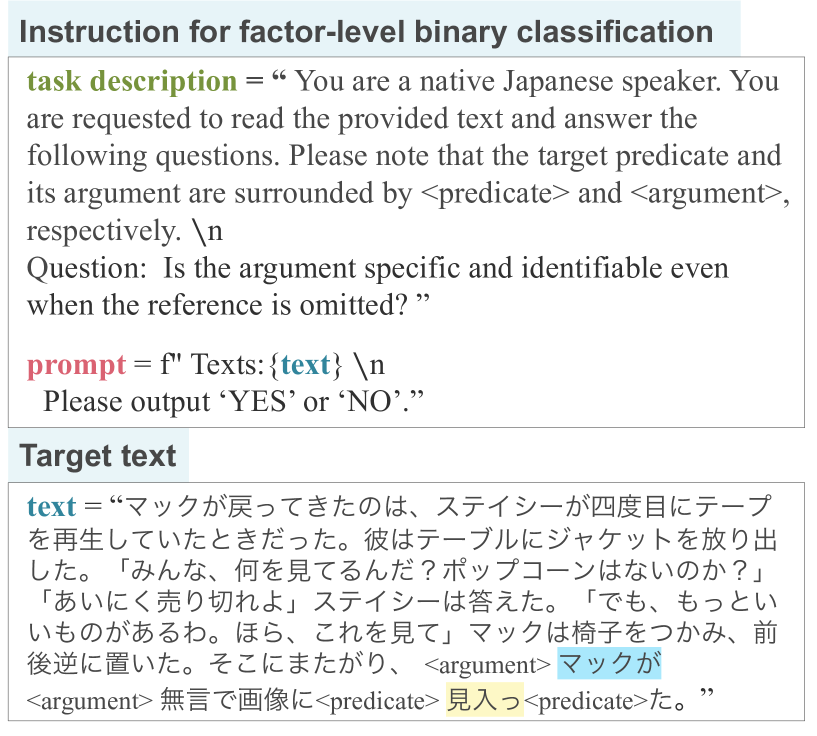 Instruction for factor-level binary classification
task description = “ You are a native Japanese speaker. You
are requested to read the provided text and answer the
following questions. Please note that the target predicate and
its argument are surrounded by <predicate> and <argument>,
respectively. \n
Question:  Is the argument specific and identifiable even
when the reference is omitted? ”
prompt = f" Texts:{text} \n
Please output ‘YES’ or ‘NO’.”
Target text
text = “マックが戻ってきたのは、ステイシーが四度目にテープ
を再生していたときだった。彼はテーブルにジャケットを放り出
した。「みんな、何を見てるんだ？ポップコーンはないのか？」
「あいにく売り切れよ」ステイシーは答えた。「でも、もっとい
いものがあるわ。ほら、これを見て」マックは椅子をつかみ、前
後逆に置いた。そこにまたがり、 <argument> マックが
<argument> 無言で画像に<predicate> 見入っ<predicate>た。”